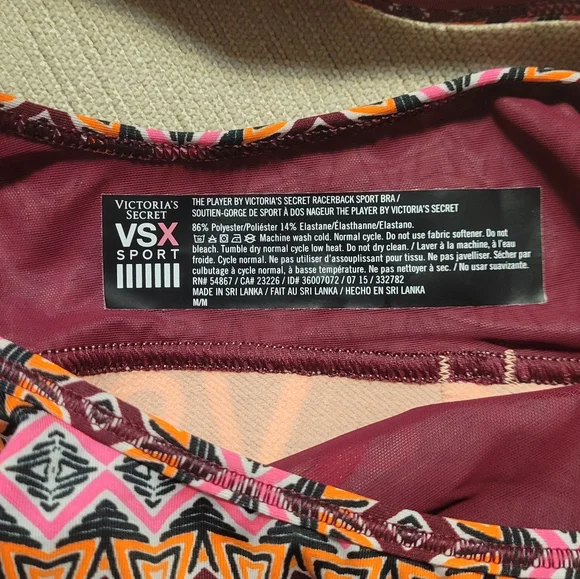 VICTORIA'S
SECRET
VSX
SPORT
THE PLAYER BY VICTORIA'S SECRET RACERBACK SPORT BRA /
SOUTIEN-GORGE DE SPORT À DOS NAGEUR THE PLAYER BY VICTORIA'S SECRET
86% Polyester/Poliéster 14% Elastane/Élasthanne/Elastano.
Machine wash cold. Normal cycle. Do not use fabric softener. Do not
bleach. Tumble dry normal cycle low heat. Do not dry clean. / Laver à la machine, à l'eau
froide. Cycle normal. Ne pas utiliser d'assouplissant pour tissu. Ne pas javelliser. Sécher par
culbutage à cycle normal, à basse température. Ne pas nettoyer à sec. / No usar suavizante.
RN# 54867 / CA# 23226 / ID# 36007072 / 07 15 / 332782
MADE IN SRI LANKA / FAIT AU SRI LANKA / HECHO EN SRI LANKA
M/M